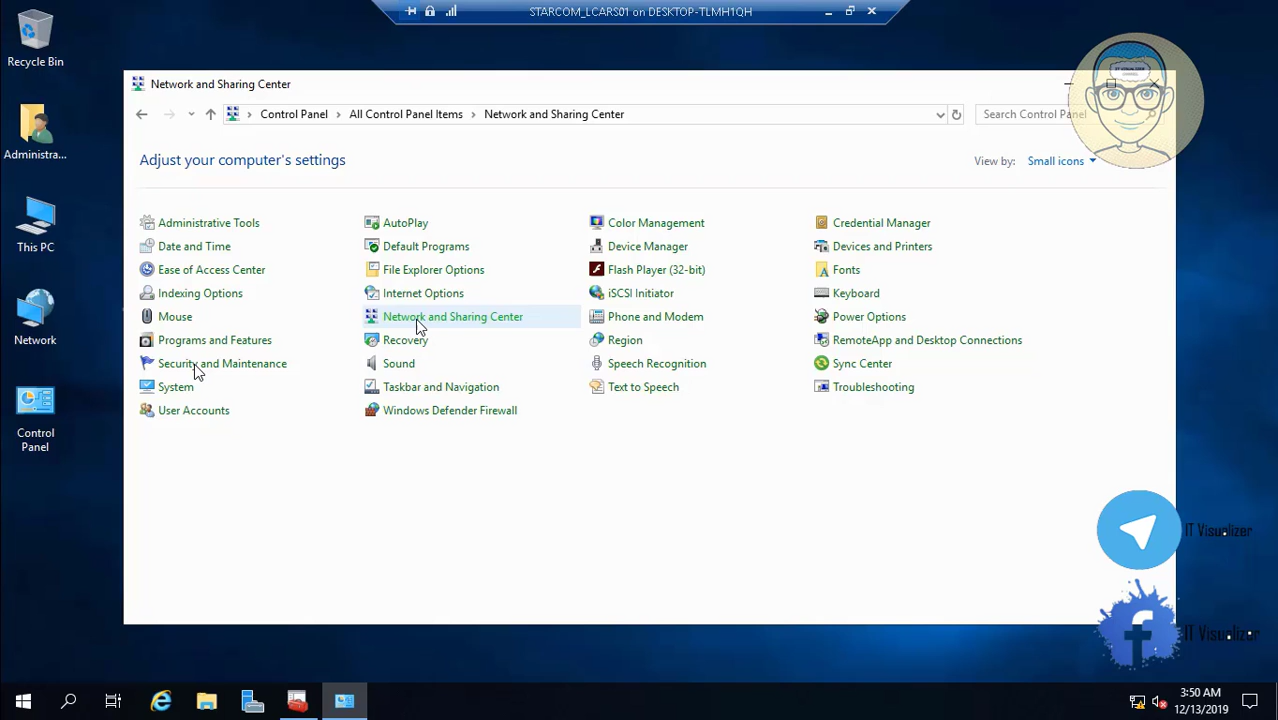 STARCOM_LCARS01 on DESKTOP-TLMH1QH
Recycle Bin
Administra...
This PC
Network
Control
Panel
Network and Sharing Center
Control Panel > All Control Panel Items > Network and Sharing Center
Search Control Panel
IT VISUALIZER
CHANNEL
Adjust your computer's settings
View by: Small icons
Administrative Tools
AutoPlay
Color Management
Credential Manager
Date and Time
Default Programs
Device Manager
Devices and Printers
Ease of Access Center
File Explorer Options
Flash Player (32-bit)
Fonts
Indexing Options
Internet Options
iSCSI Initiator
Keyboard
Mouse
Network and Sharing Center
Phone and Modem
Power Options
Programs and Features
Recovery
Region
RemoteApp and Desktop Connections
Security and Maintenance
Sound
Speech Recognition
Sync Center
System
Taskbar and Navigation
Text to Speech
Troubleshooting
User Accounts
Windows Defender Firewall
IT Visualizer
IT Visualizer
3:50 AM
12/13/2019